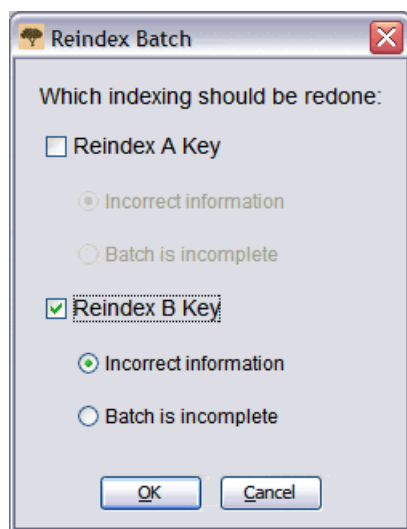 Reindex Batch
Which indexing should be redone:
Reindex A Key
Incorrect information
Batch is incomplete
Reindex B Key
Incorrect information
Batch is incomplete
OK
Cancel